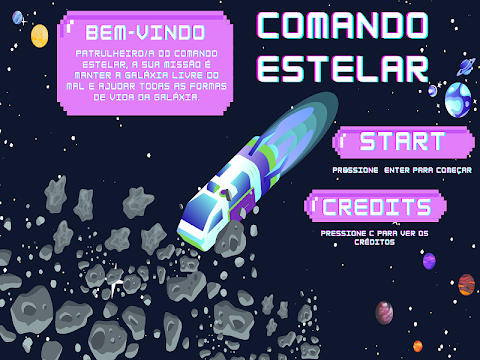 BEM-VINDO
PATRULHEIRO/A DO COMANDO
ESTELAR, A SUA MISSÃO É
MANTER A GALÁXIA LIVRE DO
MAL E AJUDAR TODAS AS FORMAS
DE VIDA DA GALÁXIA.
COMANDO
ESTELAR
START
PRESSIONE ENTER PARA COMEÇAR
CREDITS
PRESSIONE C PARA VER OS
CRÉDITOS